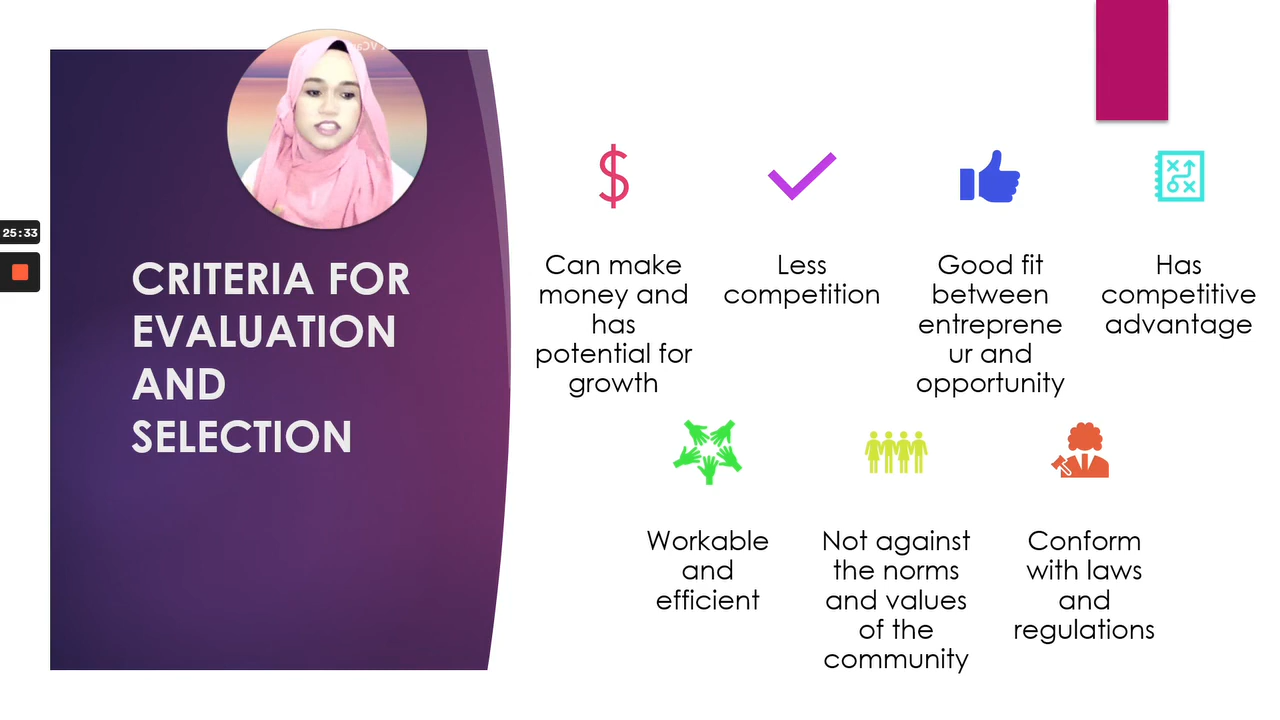 25:33
CRITERIA FOR
EVALUATION
AND
SELECTION
Can make
money and
has
potential for
growth
Less
competition
Good fit
between
entreprene
ur and
opportunity
Has
competitive
advantage
Workable
and
efficient
Not against
the norms
and values
of the
community
Conform
with laws
and
regulations